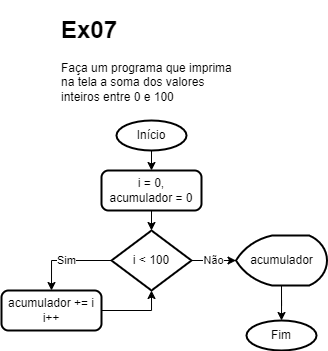 Ex07
Faça um programa que imprima
na tela a soma dos valores
inteiros entre 0 e 100
Início
i = 0,
acumulador = 0
i < 100
Sim
Não
acumulador
acumulador += i
i++
Fim